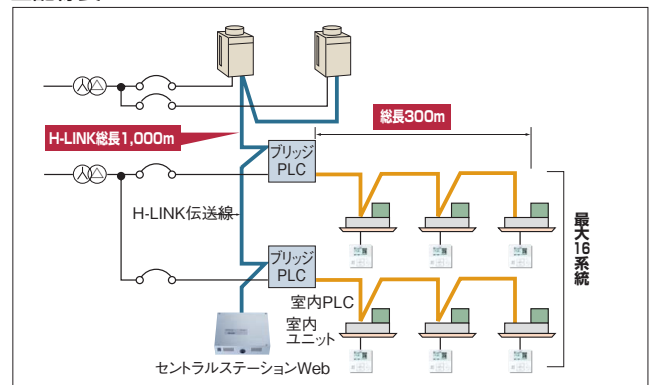 H-LINK総長1,000m
総長300m
ブリッジ
PLC
H-LINK伝送線
ブリッジ
PLC
室内PLC
室内
ユニット
セントラルステーションWeb
最大16系統